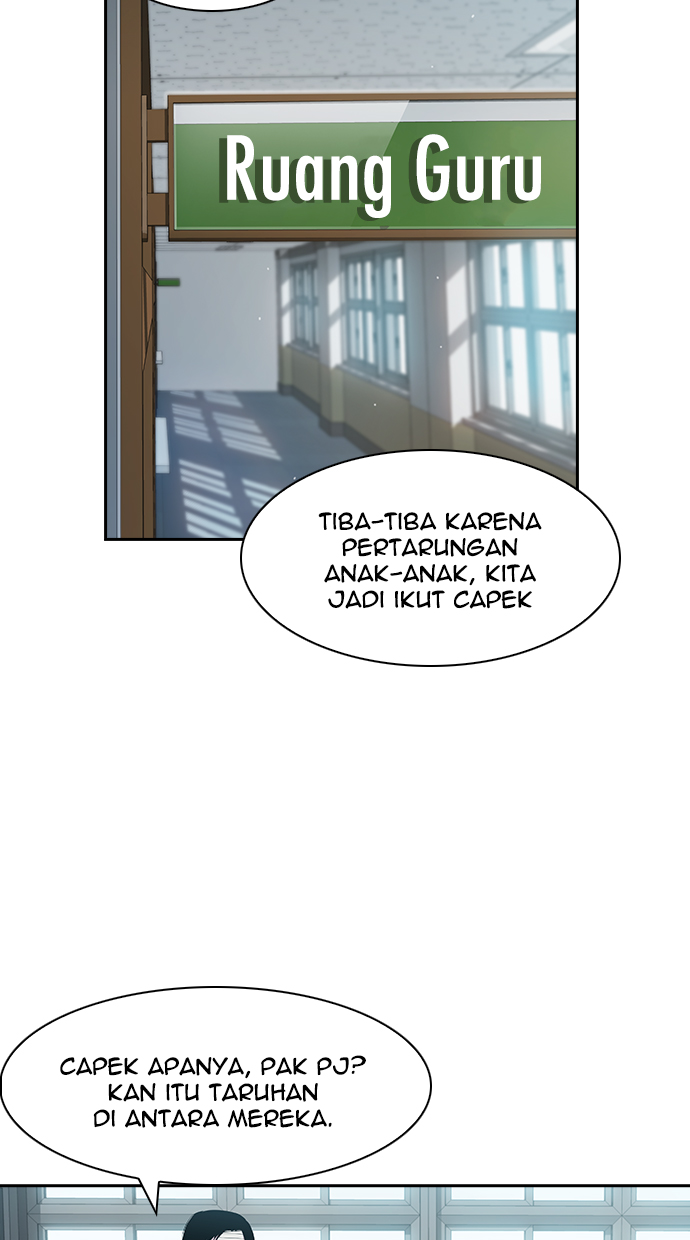 Ruang Guru
TIBA-TIBA KARENA
PERTARUNGAN
ANAK-ANAK, KITA
JADI IKUT CAPEK
CAPEK APANYA, PAK PJ?
KAN ITU TARUHAN
DI ANTARA MEREKA.